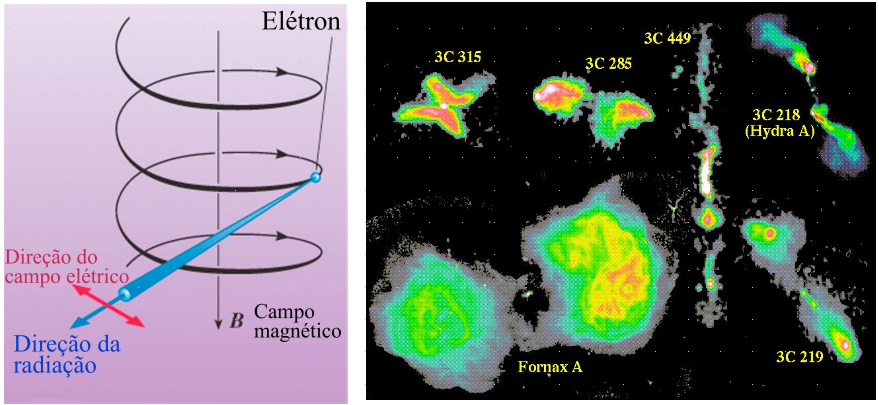 Elétron
Direção do
campo elétrico
B
Campo
magnético
Direção da
radiação
3C 315
3C 285
3C 449
3C 218
(Hydra A)
Fornax A
3C 219